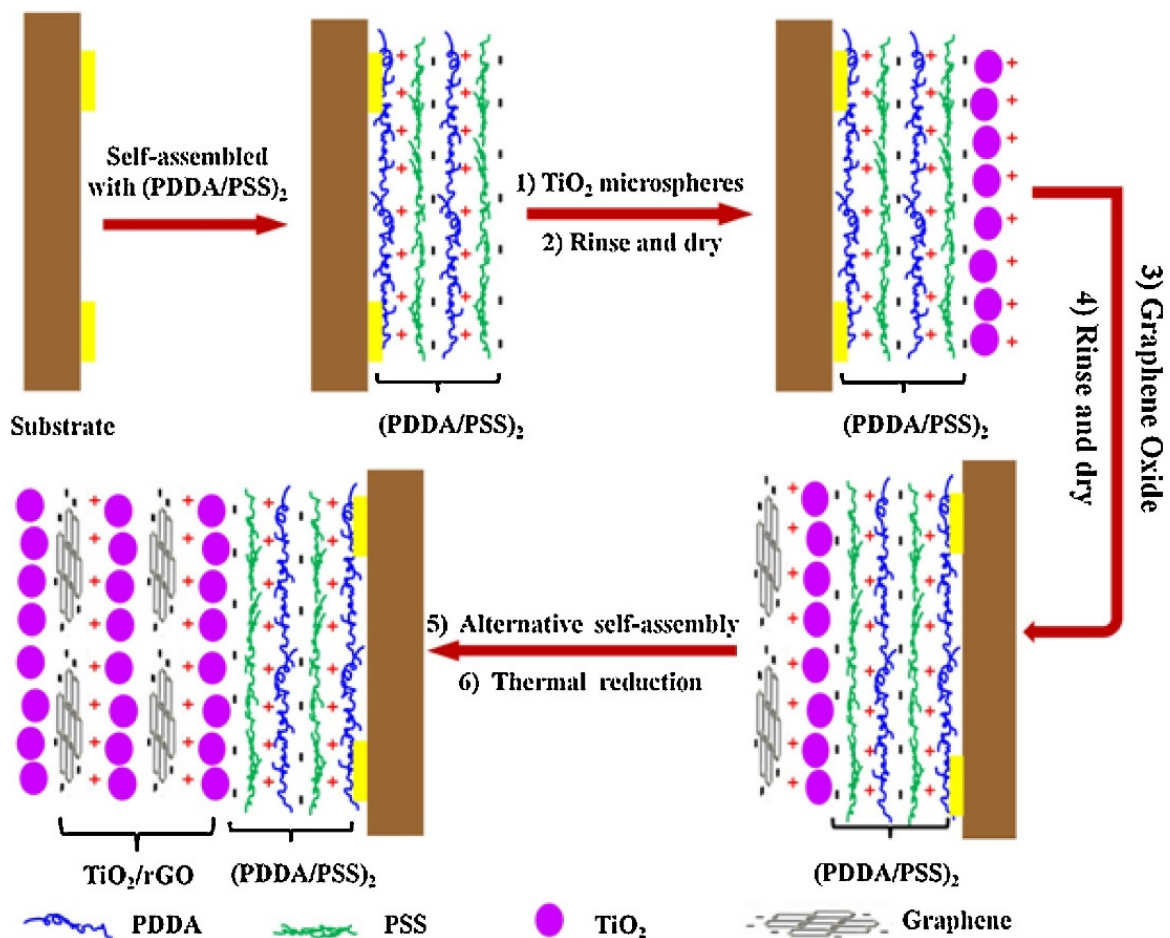 Self-assembled
with (PDDA/PSS)₂
1) TiO₂ microspheres
2) Rinse and dry
3) Graphene Oxide
4) Rinse and dry
Substrate
(PDDA/PSS)₂
(PDDA/PSS)₂
5) Alternative self-assembly
6) Thermal reduction
TiO₂/rGO
(PDDA/PSS)₂
(PDDA/PSS)₂
PDDA
PSS
TiO₂
Graphene